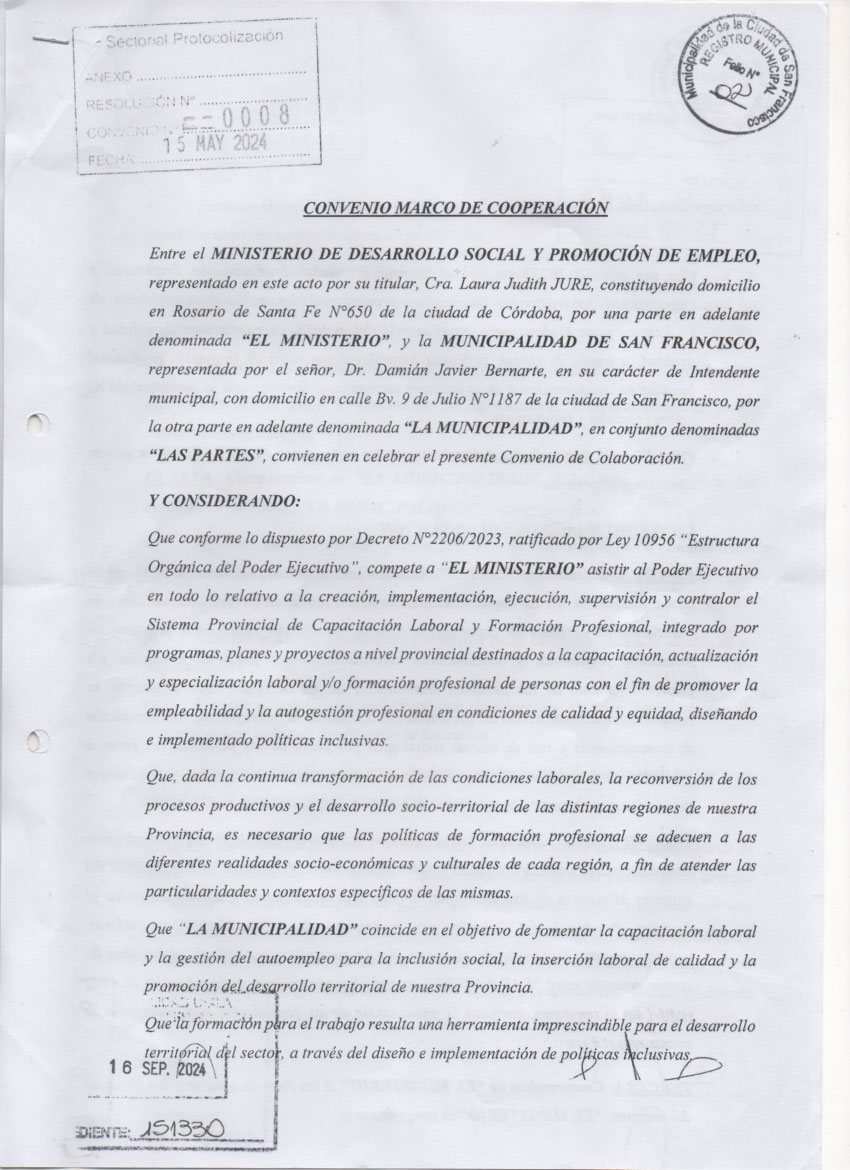 Sectorial Protocolización
ANEXO
RESOLUCIÓN Nº
CONVENIO Nº 0008
15 MAY 2024
FECHA
Municipalidad de la Ciudad de San Francisco
REGISTRO MUNICIPAL
Folio Nº
02
CONVENIO MARCO DE COOPERACIÓN
Entre el MINISTERIO DE DESARROLLO SOCIAL Y PROMOCIÓN DE EMPLEO,
representado en este acto por su titular, Cra. Laura Judith JURE, constituyendo domicilio
en Rosario de Santa Fe N°650 de la ciudad de Córdoba, por una parte en adelante
denominada “EL MINISTERIO”, y la MUNICIPALIDAD DE SAN FRANCISCO,
representada por el señor, Dr. Damián Javier Bernarte, en su carácter de Intendente
municipal, con domicilio en calle Bv. 9 de Julio N°1187 de la ciudad de San Francisco, por
la otra parte en adelante denominada “LA MUNICIPALIDAD”, en conjunto denominadas
“LAS PARTES”, convienen en celebrar el presente Convenio de Colaboración.
Y CONSIDERANDO:
Que conforme lo dispuesto por Decreto N°2206/2023, ratificado por Ley 10956 “Estructura
Orgánica del Poder Ejecutivo”, compete a “EL MINISTERIO” asistir al Poder Ejecutivo
en todo lo relativo a la creación, implementación, ejecución, supervisión y contralor el
Sistema Provincial de Capacitación Laboral y Formación Profesional, integrado por
programas, planes y proyectos a nivel provincial destinados a la capacitación, actualización
y especialización laboral y/o formación profesional de personas con el fin de promover la
empleabilidad y la autogestión profesional en condiciones de calidad y equidad, diseñando
e implementado políticas inclusivas.
Que, dada la continua transformación de las condiciones laborales, la reconversión de los
procesos productivos y el desarrollo socio-territorial de las distintas regiones de nuestra
Provincia, es necesario que las políticas de formación profesional se adecuen a las
diferentes realidades socio-económicas y culturales de cada región, a fin de atender las
particularidades y contextos específicos de las mismas.
Que “LA MUNICIPALIDAD” coincide en el objetivo de fomentar la capacitación laboral
y la gestión del autoempleo para la inclusión social, la inserción laboral de calidad y la
promoción del desarrollo territorial de nuestra Provincia.
Que la formación para el trabajo resulta una herramienta imprescindible para el desarrollo
territorial del sector, a través del diseño e implementación de políticas inclusivas.
16 SEP. 2024
DIENTE: 151330